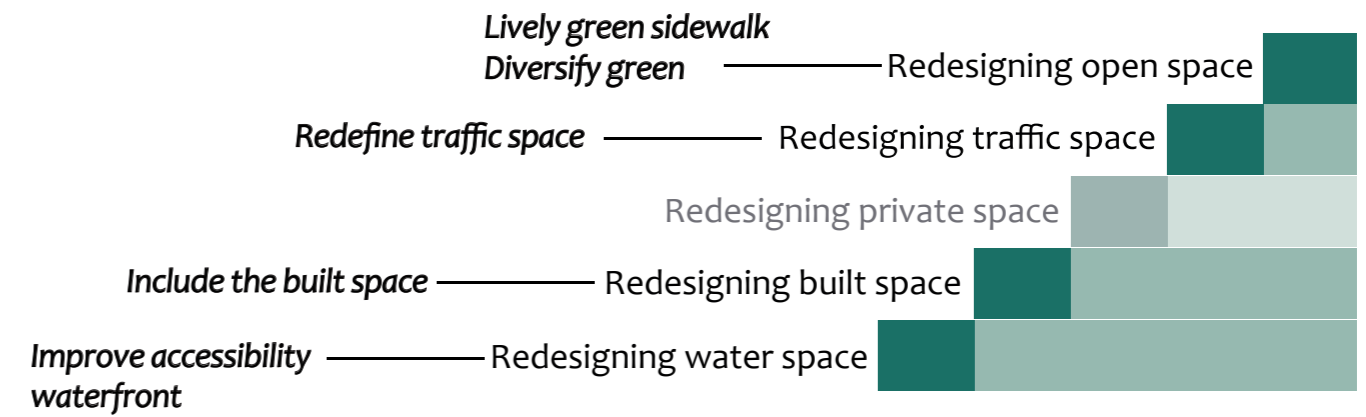 Lively green sidewalk
Diversify green
Redesigning open space
Redefine traffic space
Redesigning traffic space
Redesigning private space
Include the built space
Redesigning built space
Improve accessibility
waterfront
Redesigning water space